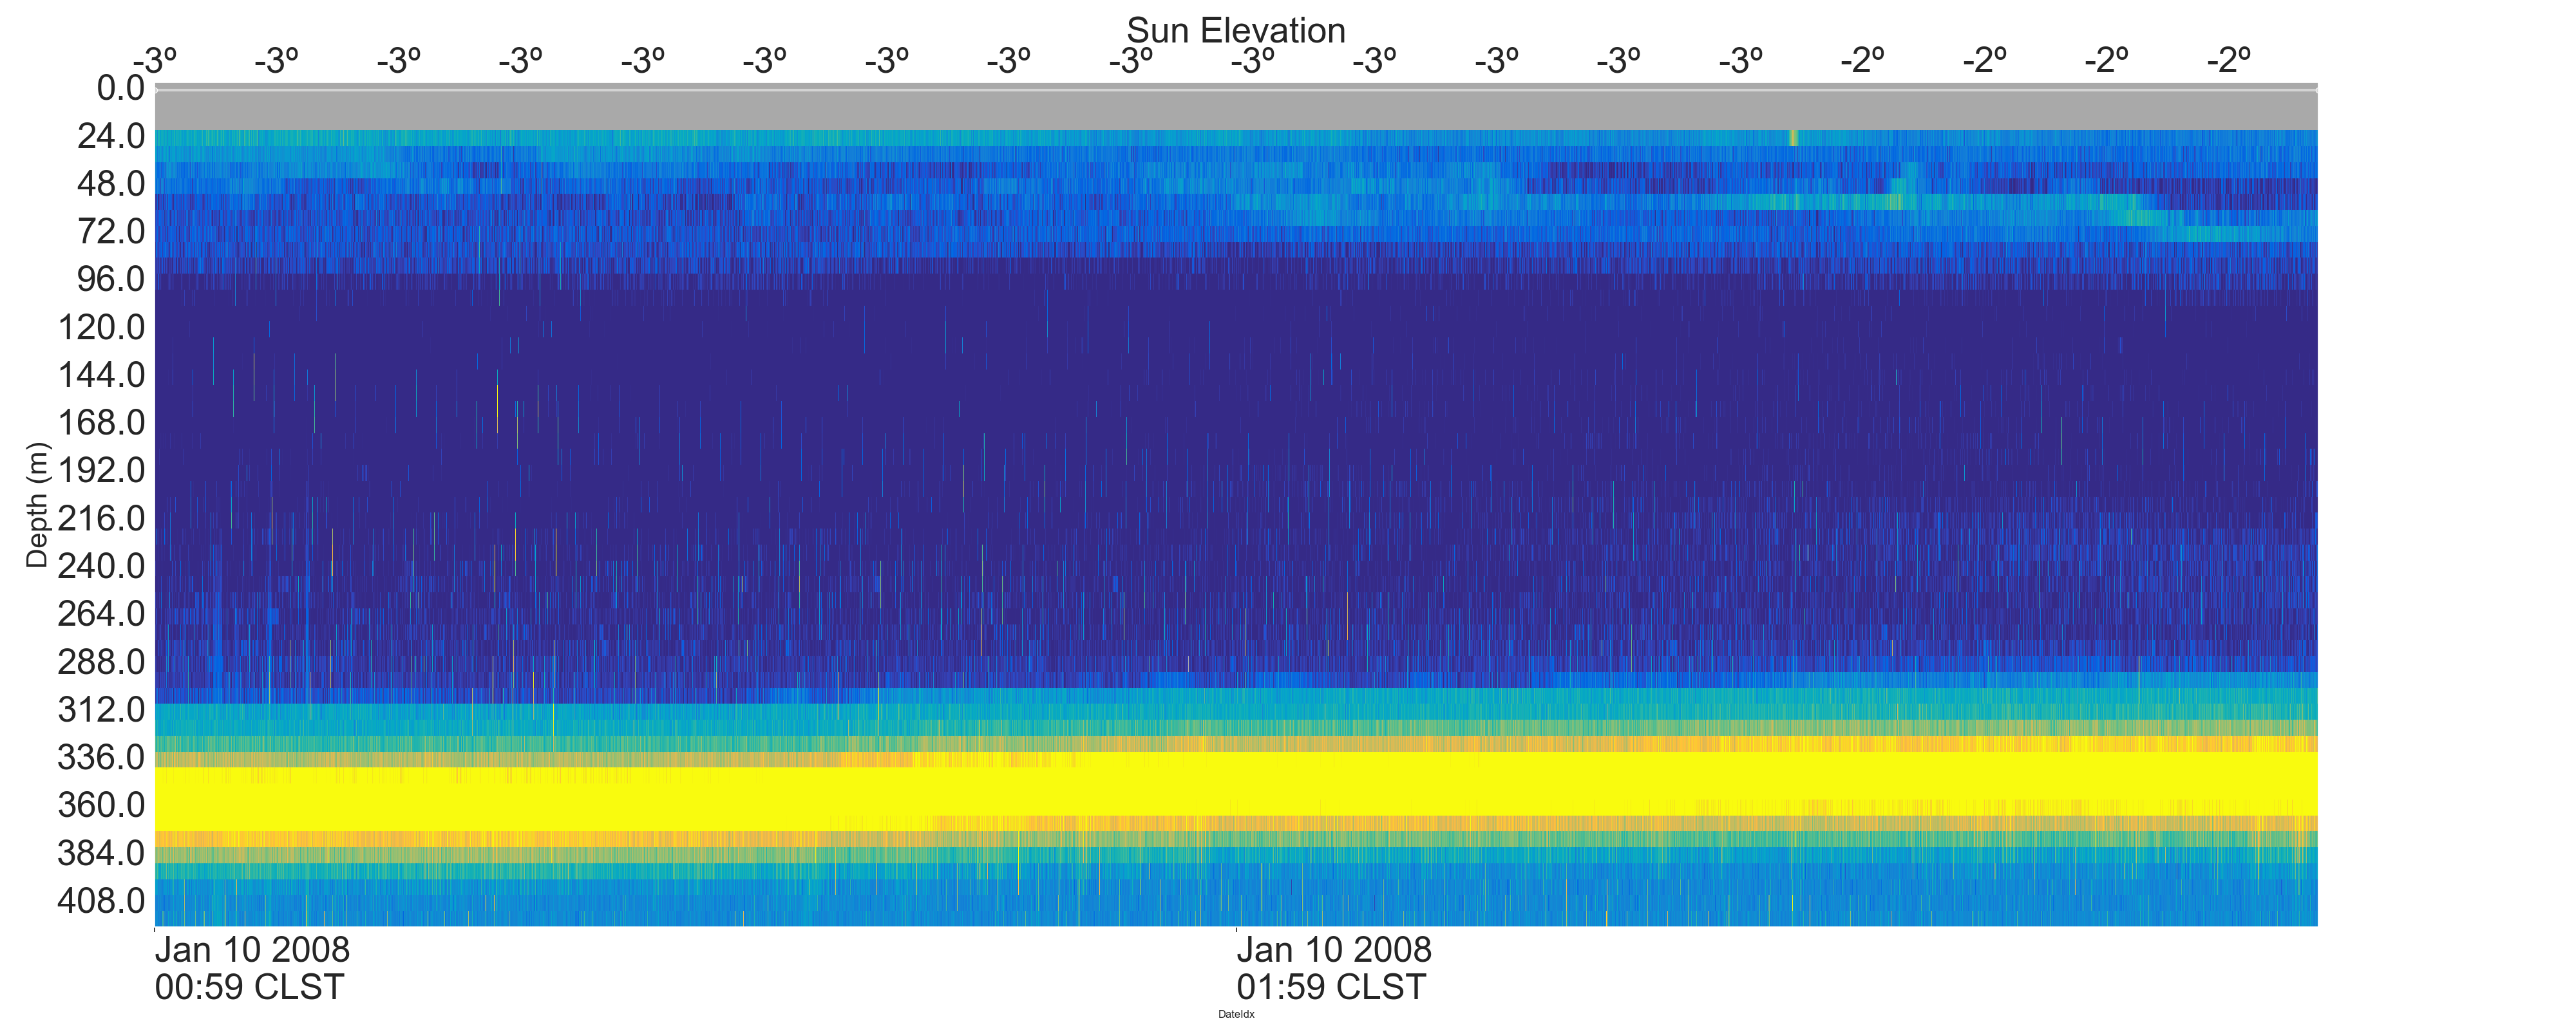 Sun Elevation
-3º -3º -3º -3º -3º -3º -3º -3º -3º -3º -3º -3º -3º -3º -2º -2º -2º -2º
0.0
24.0
48.0
72.0
96.0
120.0
144.0
168.0
192.0
216.0
240.0
264.0
288.0
312.0
336.0
360.0
384.0
408.0
Depth (m)
Jan 10 2008
00:59 CLST
Jan 10 2008
01:59 CLST
DateIdx